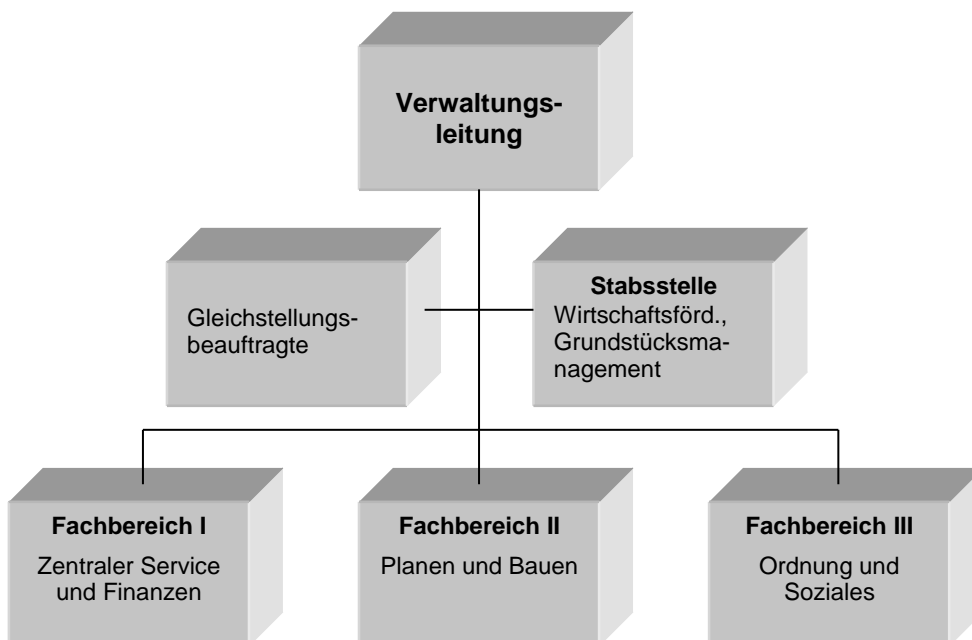 Verwaltungs-
leitung
Gleichstellungs-
beauftragte
Stabsstelle
Wirtschaftsförd.,
Grundstücksma-
nagement
Fachbereich I
Zentraler Service
und Finanzen
Fachbereich II
Planen und Bauen
Fachbereich III
Ordnung und
Soziales